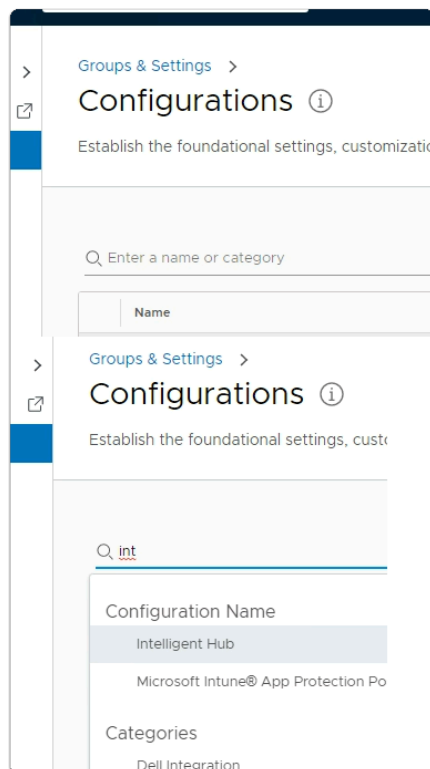 Groups & Settings
Configurations
Establish the foundational settings, customizatio
Enter a name or category
Name
Groups & Settings
Configurations
Establish the foundational settings, custo
int
Configuration Name
Intelligent Hub
Microsoft Intune® App Protection Po
Categories
Dell Integration